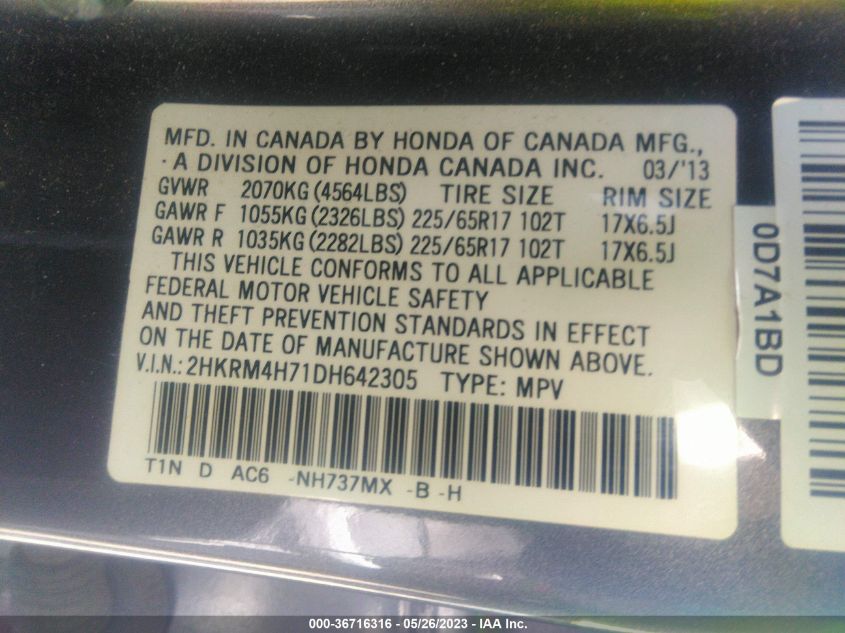 MFD. IN CANADA BY HONDA OF CANADA MFG.,
A DIVISION OF HONDA CANADA INC. 03/'13
GVWR 2070KG (4564LBS) TIRE SIZE RIM SIZE
GAWR F 1055KG (2326LBS) 225/65R17 102T 17X6.5J
GAWR R 1035KG (2282LBS) 225/65R17 102T 17X6.5J
THIS VEHICLE CONFORMS TO ALL APPLICABLE
FEDERAL MOTOR VEHICLE SAFETY
AND THEFT PREVENTION STANDARDS IN EFFECT
ON THE DATE OF MANUFACTURE SHOWN ABOVE.
V.I.N.: 2HKRM4H71DH642305 TYPE: MPV
T1N D AC6 -NH737MX -B -H
0D7A1BD
000-36716316 - 05/26/2023 - IAA Inc.